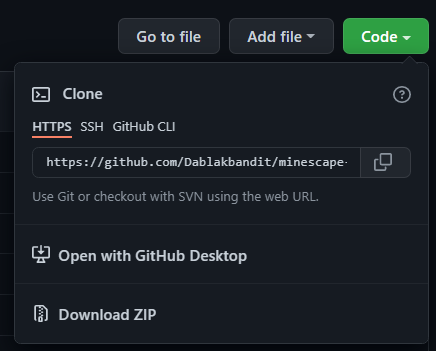 Go to file Add file Code
Clone
HTTPS SSH GitHub CLI
https://github.com/Dablakbandit/minescape-
Use Git or checkout with SVN using the web URL.
Open with GitHub Desktop
Download ZIP